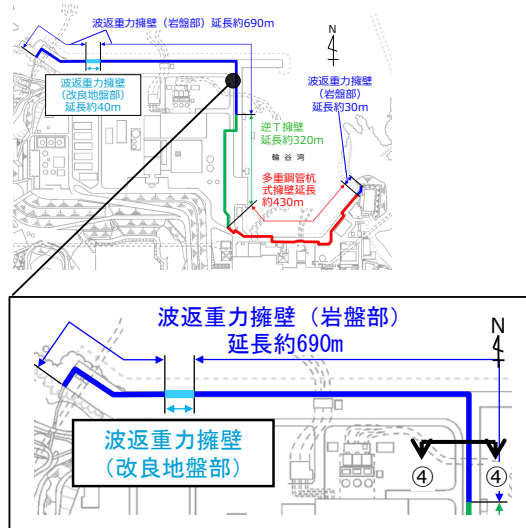 波返重力擁壁（岩盤部）延長約690m
N
波返重力擁壁
（改良地盤部）
延長約40m
波返重力擁壁
（岩盤部）
延長約30m
逆Ｔ擁壁
延長約320m
輪谷湾
多重鋼管杭
式擁壁延長
約430m
波返重力擁壁（岩盤部）
延長約690m
N
波返重力擁壁
（改良地盤部）
④ ④